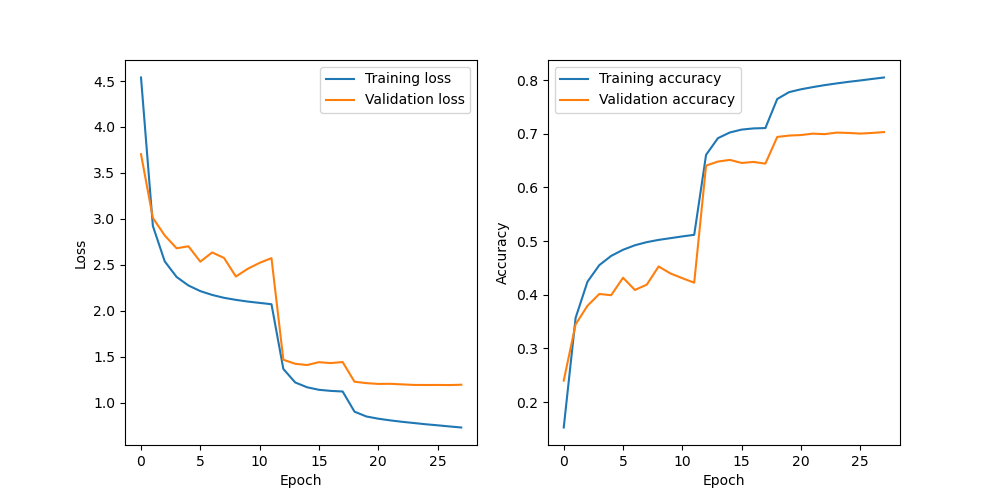 Training loss
Validation loss
4.5
4.0
3.5
3.0
2.5
2.0
1.5
1.0
Loss
0 5 10 15 20 25
Epoch
Training accuracy
Validation accuracy
0.8
0.7
0.6
0.5
0.4
0.3
0.2
Accuracy
0 5 10 15 20 25
Epoch